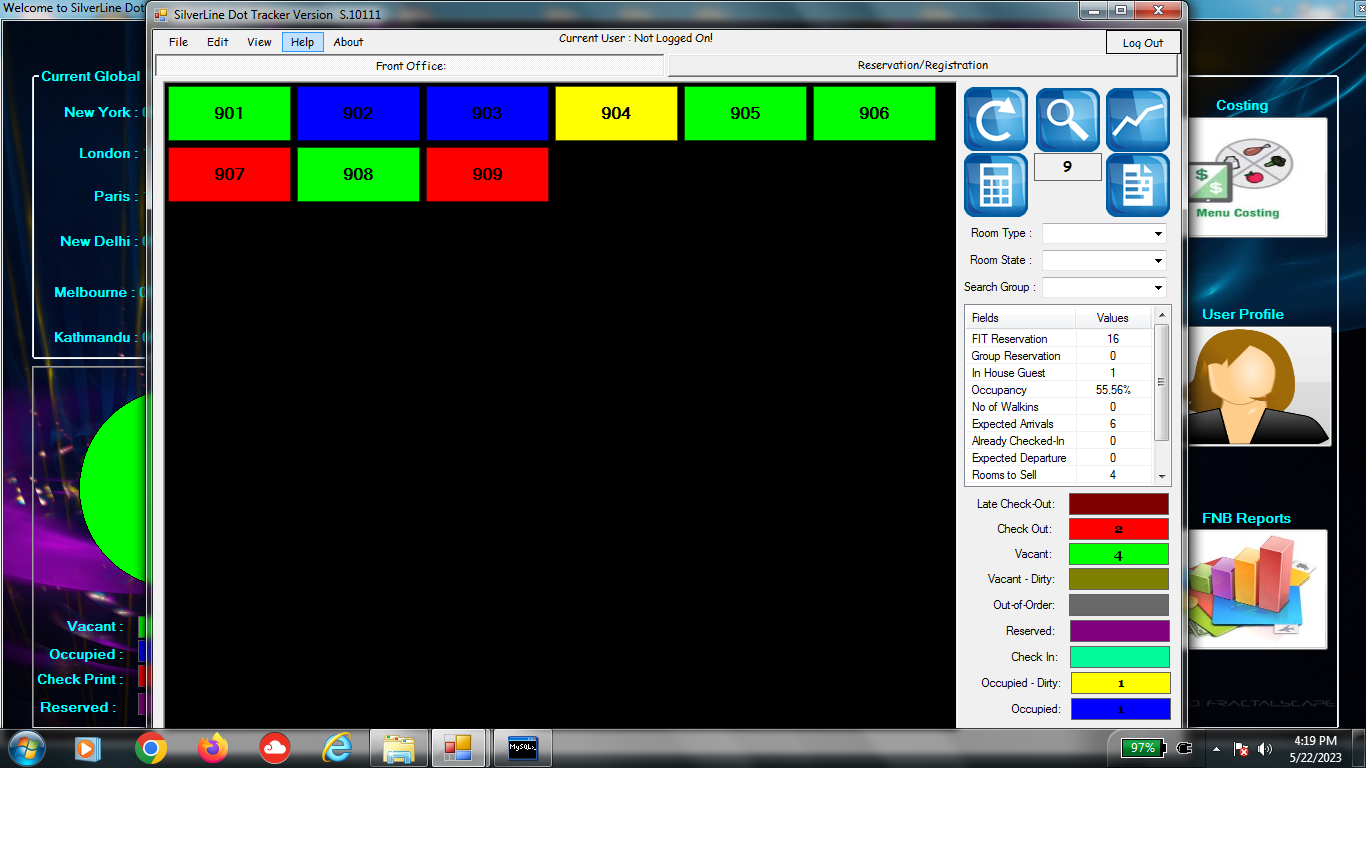 Welcome to SilverLine Dot
SilverLine Dot Tracker Version S.10111
File Edit View Help About
Current User : Not Logged On!
Log Out
Front Office:
Reservation/Registration
Current Global
New York :
London :
Paris :
New Delhi :
Melbourne :
Kathmandu :
Vacant :
Occupied :
Check Print :
Reserved :
901 902 903 904 905 906
907 908 909
9
Room Type :
Room State :
Search Group :
Fields Values
FIT Reservation 16
Group Reservation 0
In House Guest 1
Occupancy 55.56%
No of Walkins 0
Expected Arrivals 6
Already Checked-In 0
Expected Departure 0
Rooms to Sell 4
Late Check-Out:
Check Out: 2
Vacant: 4
Vacant - Dirty:
Out-of-Order:
Reserved:
Check In:
Occupied - Dirty: 1
Occupied: 1
Costing
$
$
Menu Costing
User Profile
FNB Reports
FRACTALSCAPE
MySQL
97%
4:19 PM
5/22/2023